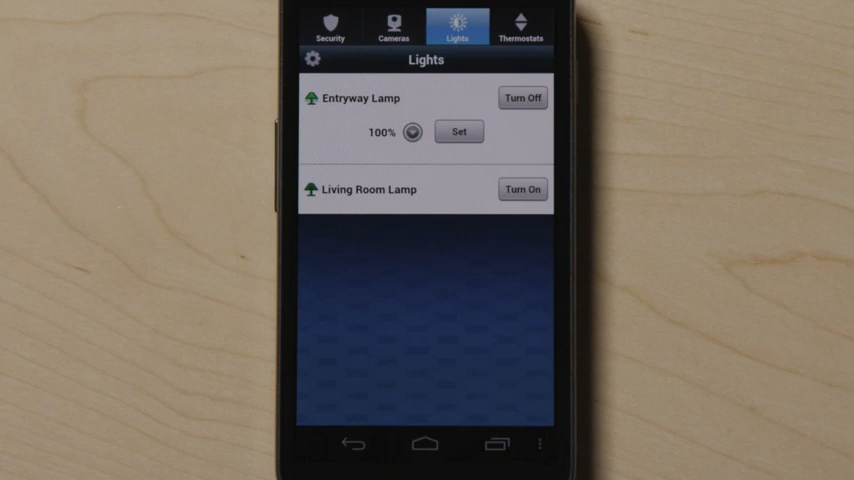 Security Cameras Lights Thermostats
Lights
Entryway Lamp Turn Off
100% Set
Living Room Lamp Turn On